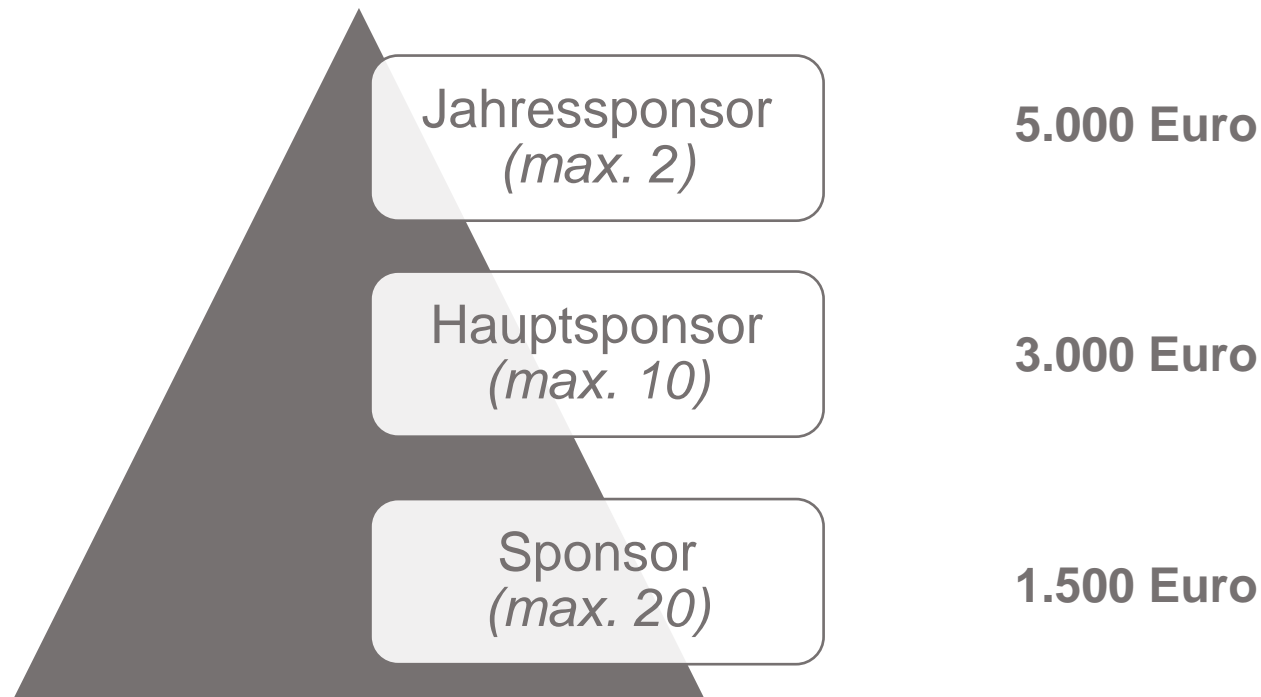 Jahressponsor
(max. 2)
5.000 Euro
Hauptsponsor
(max. 10)
3.000 Euro
Sponsor
(max. 20)
1.500 Euro